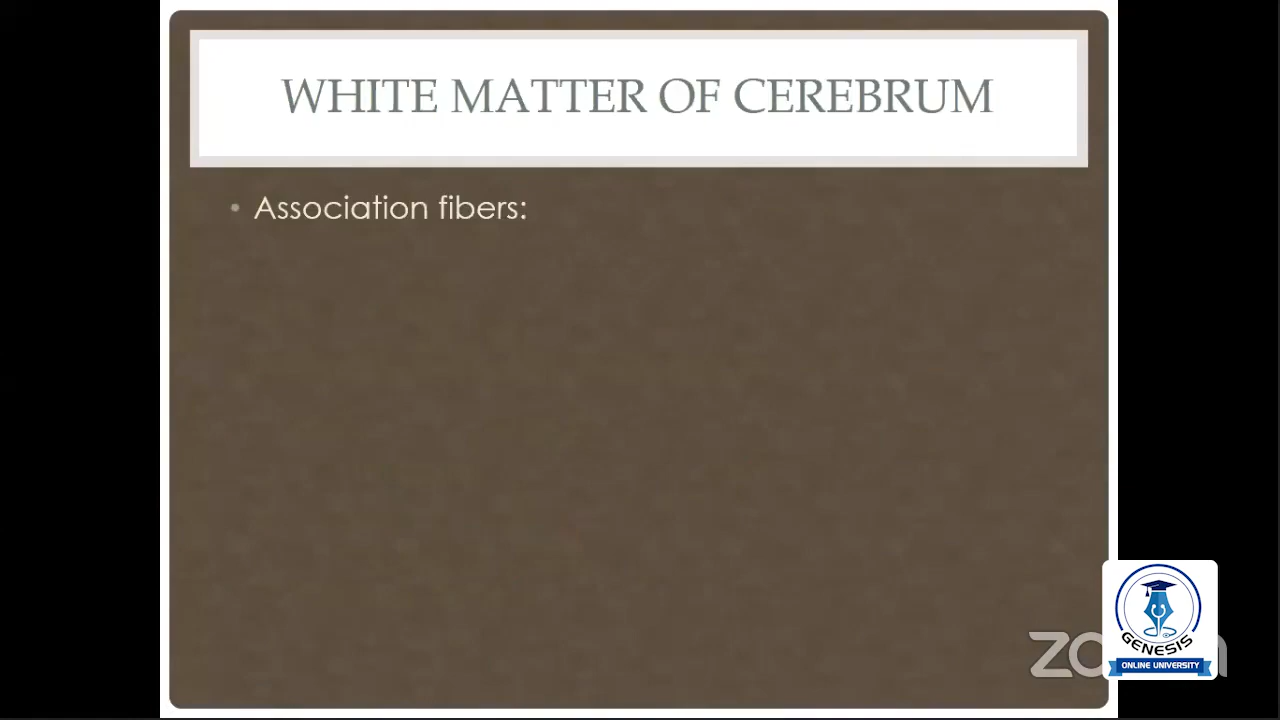 WHITE MATTER OF CEREBRUM
• Association fibers:
GENESIS
ONLINE UNIVERSITY